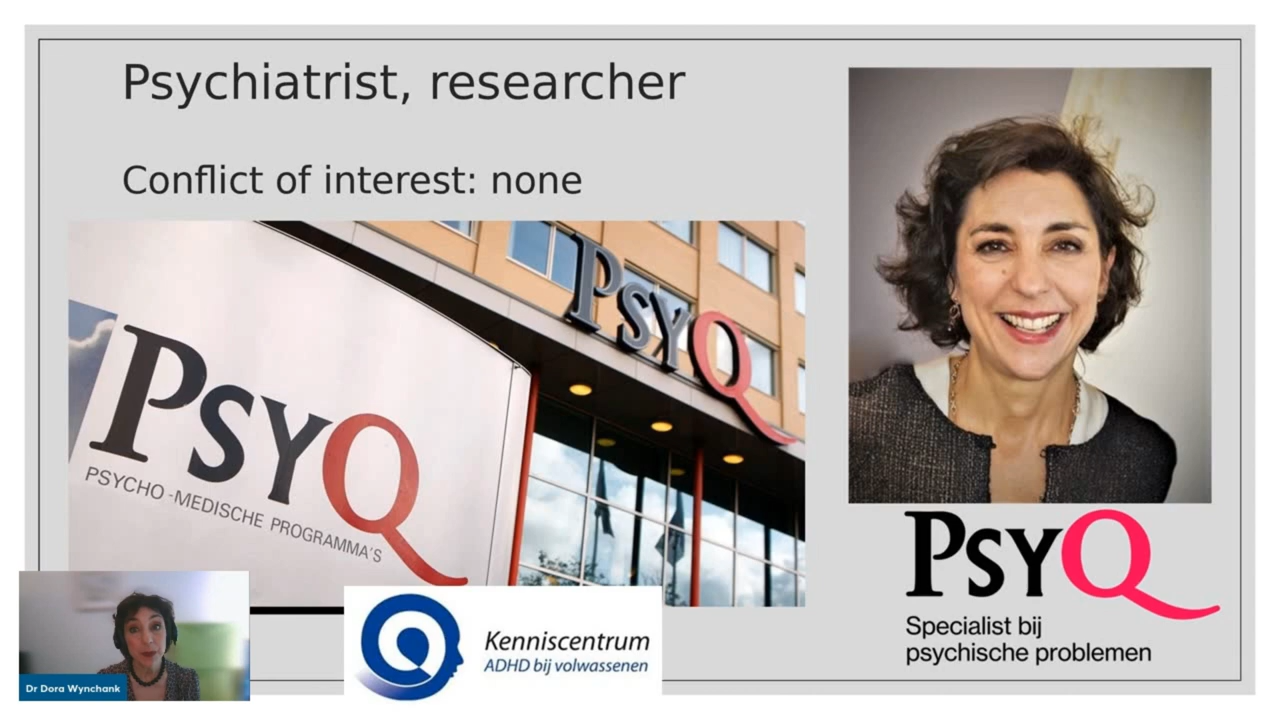 Psychiatrist, researcher
Conflict of interest: none
PsyQ
PsyQ
PSYCHO-MEDISCHE PROGRAMMA'S
PsyQ
Specialist bij
psychische problemen
Kenniscentrum
ADHD bij volwassenen
Dr Dora Wynchank